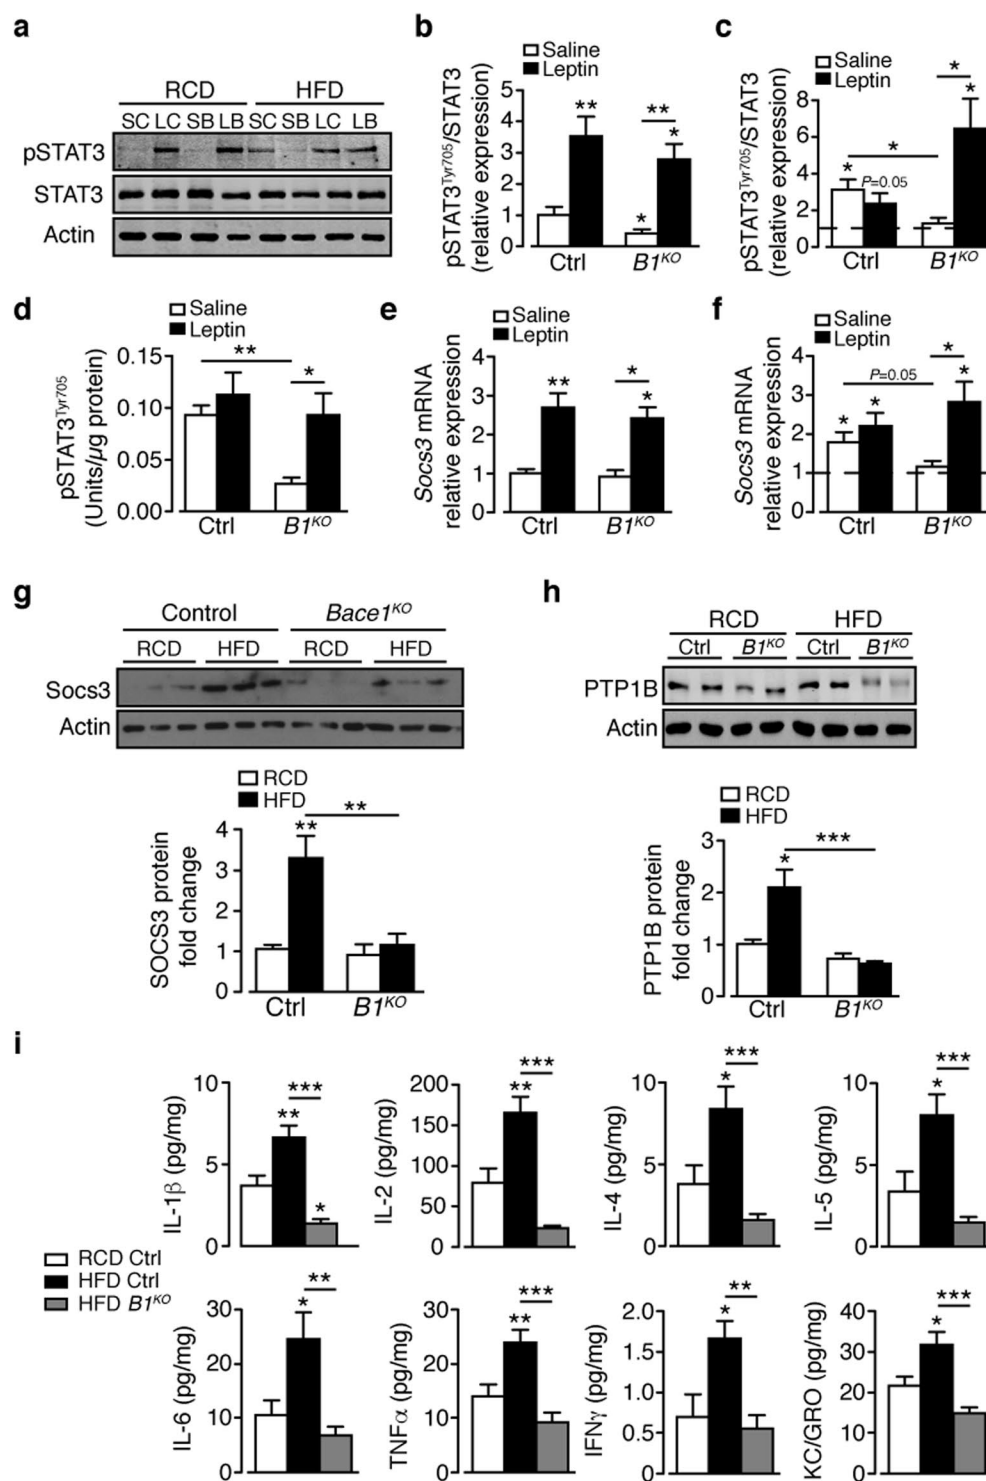 a
RCD HFD
SC LC SB LB SC SB LC LB
pSTAT3
STAT3
Actin
b
Saline
Leptin
pSTAT3Tyr705/STAT3
(relative expression)
5
4
3
2
1
0
** ** * *
Ctrl B1KO
c
Saline
Leptin
pSTAT3Tyr705/STAT3
(relative expression)
8
6
4
2
0
* * * * P=0.05
Ctrl B1KO
d
Saline
Leptin
pSTAT3Tyr705
(Units/µg protein)
0.15
0.10
0.05
0.00
** *
Ctrl B1KO
e
Saline
Leptin
Socs3 mRNA
relative expression
4
3
2
1
0
** * *
Ctrl B1KO
f
Saline
Leptin
Socs3 mRNA
relative expression
4
3
2
1
0
P=0.05 * * * *
Ctrl B1KO
g
Control Bace1KO
RCD HFD RCD HFD
Socs3
Actin
RCD
HFD
SOCS3 protein
fold change
4
3
2
1
0
** **
Ctrl B1KO
h
RCD HFD
Ctrl B1KO Ctrl B1KO
PTP1B
Actin
RCD
HFD
PTP1B protein
fold change
3
2
1
0
* ***
Ctrl B1KO
i
RCD Ctrl
HFD Ctrl
HFD B1KO
IL-1β (pg/mg)
10
5
0
** *** *
IL-2 (pg/mg)
200
150
100
50
0
** ***
IL-4 (pg/mg)
10
5
0
* ***
IL-5 (pg/mg)
10
5
0
* ***
IL-6 (pg/mg)
30
20
10
0
* **
TNFα (pg/mg)
30
20
10
0
** ***
IFNγ (pg/mg)
2.0
1.5
1.0
0.5
0.0
* **
KC/GRO (pg/mg)
40
30
20
10
0
* ***